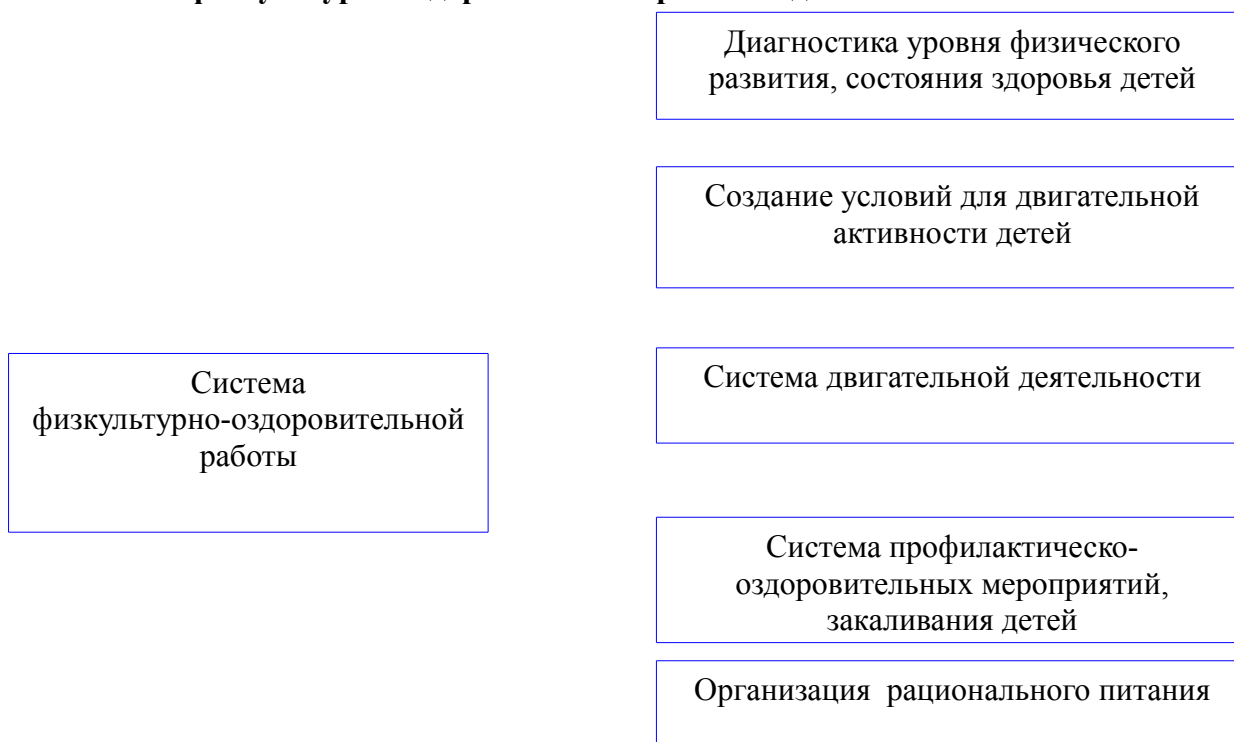 Диагностика уровня физического
развития, состояния здоровья детей
Создание условий для двигательной
активности детей
Система
физкультурно-оздоровительной
работы
Система двигательной деятельности
Система профилактическо-
оздоровительных мероприятий,
закаливания детей
Организация рационального питания